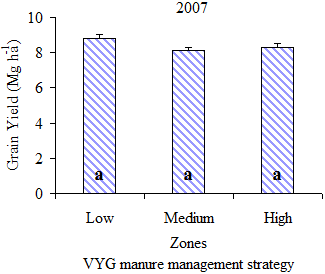 2007
Grain Yield (Mg ha-1)
10
8
6
4
2
0
a a a
Low Medium High
Zones
VYG manure management strategy